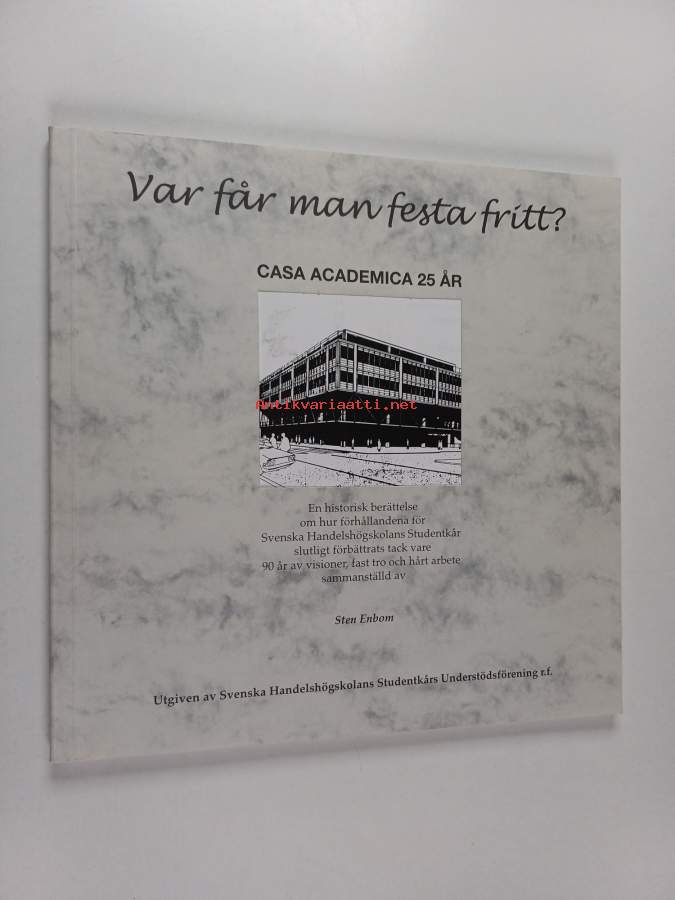 Var får man festa fritt?
CASA ACADEMICA 25 ÅR
Antikvariaatti.net
En historisk berättelse
om hur förhållandena för
Svenska Handelshögskolans Studentkår
slutligt förbättrats tack vare
90 år av visioner, fast tro och hårt arbete
sammanställd av
Sten Enbom
Utgiven av Svenska Handelshögskolans Studentkårs Understödsförening r.f.